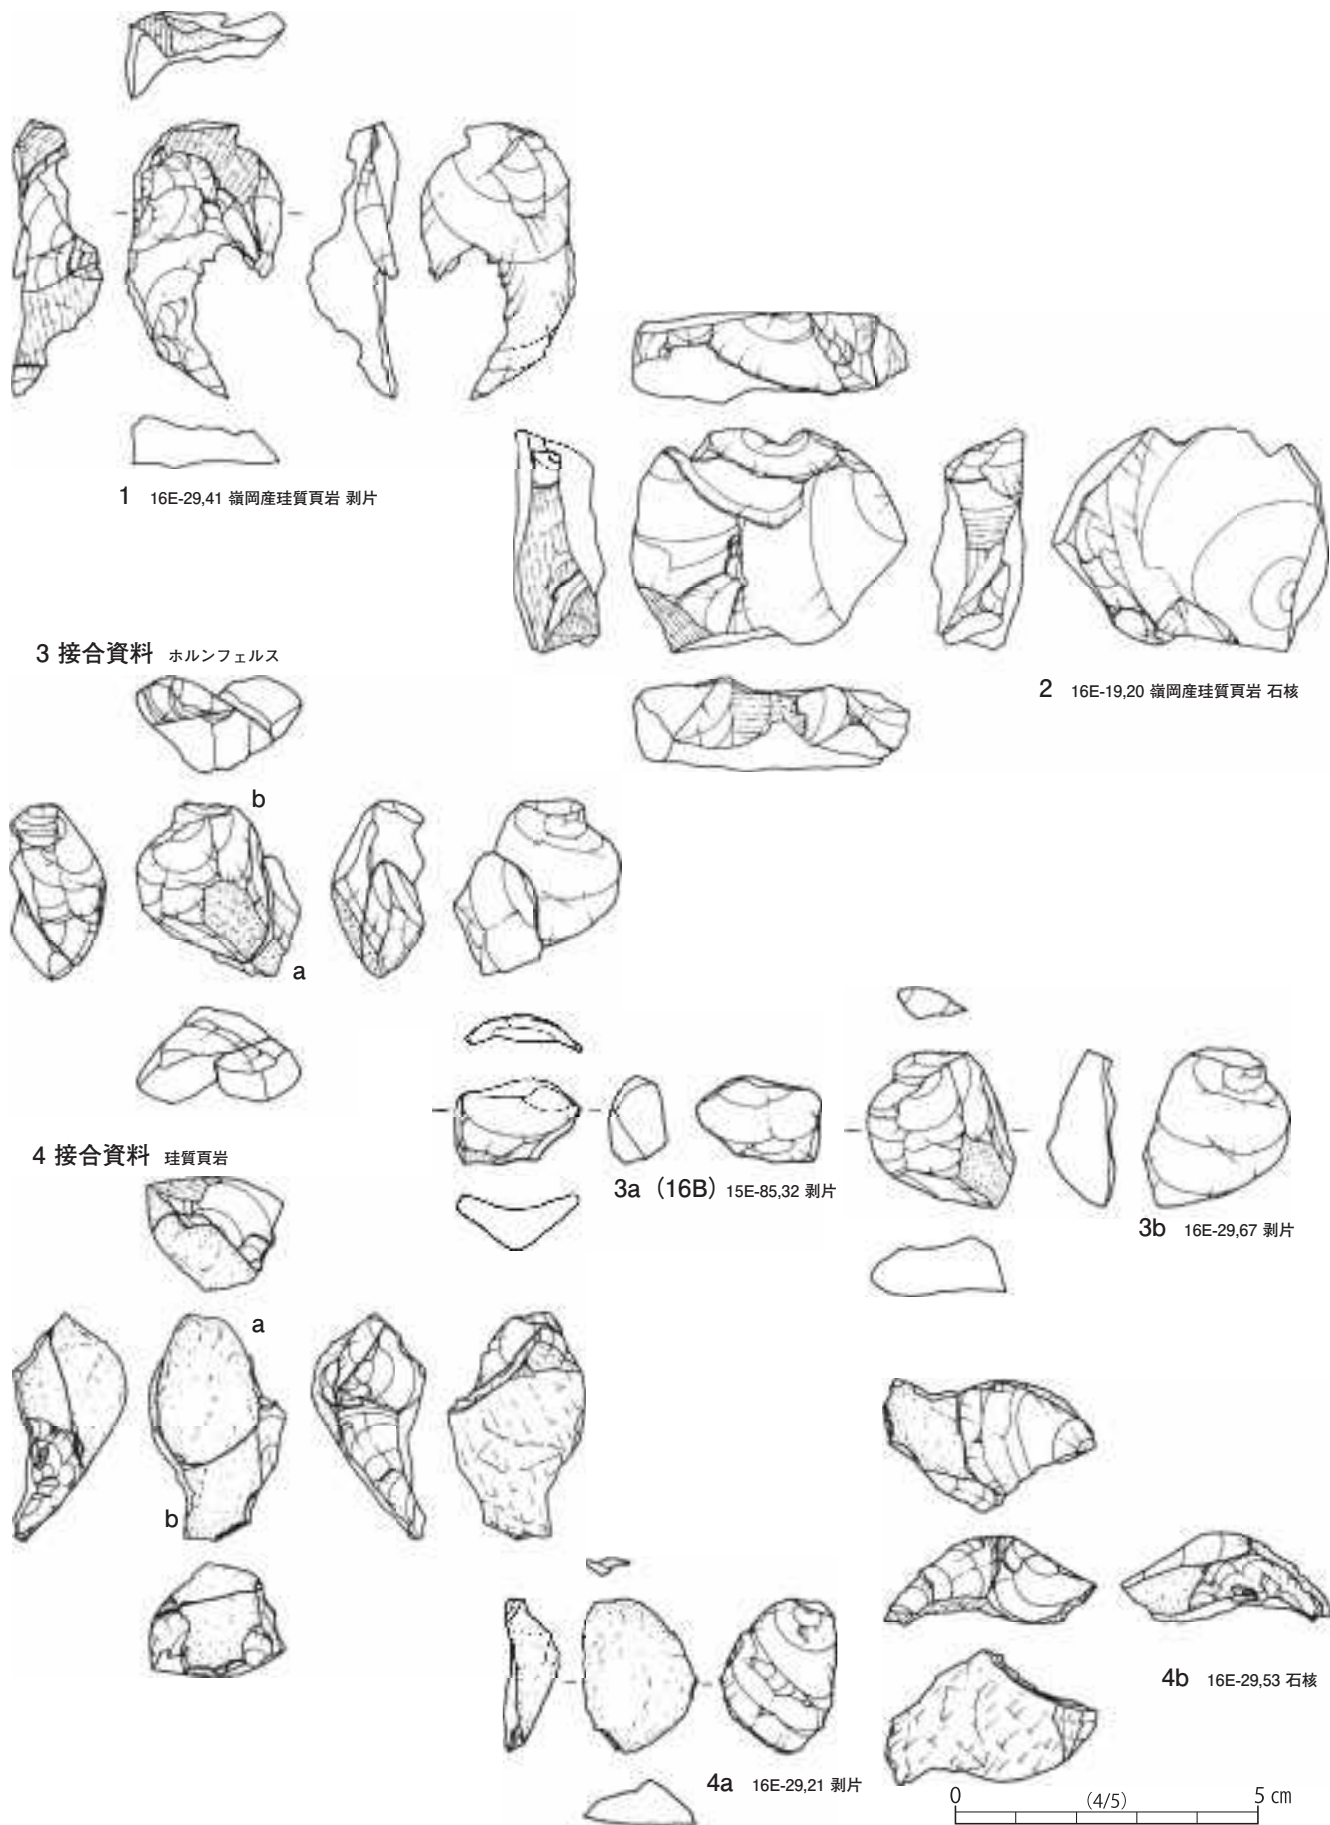 1 16E-29,41 嶺岡産珪質頁岩 剥片
2 16E-19,20 嶺岡産珪質頁岩 石核
3 接合資料 ホルンフェルス
b
a
3a（16B） 15E-85,32 剥片
3b 16E-29,67 剥片
4 接合資料 珪質頁岩
a
b
4a 16E-29,21 剥片
4b 16E-29,53 石核
0 (4/5) 5 cm